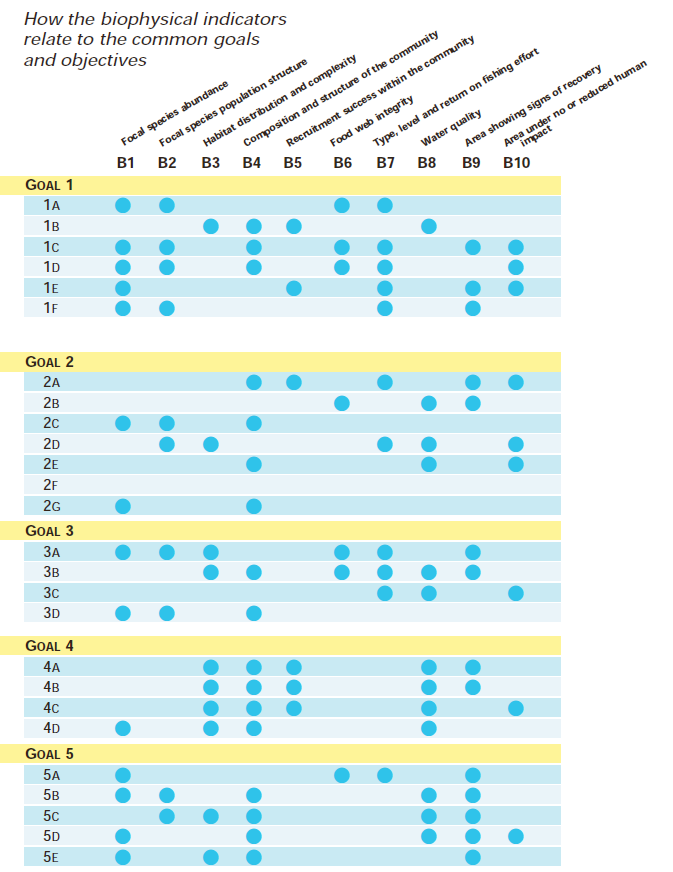 How the biophysical indicators
relate to the common goals
and objectives
Focal species abundance
Focal species population structure
Habitat distribution and complexity
Composition and structure of the community
Recruitment success within the community
Food web integrity
Type, level and return on fishing effort
Water quality
Area showing signs of recovery
Area under no or reduced human
impact
B1 B2 B3 B4 B5 B6 B7 B8 B9 B10
GOAL 1
1A
1B
1C
1D
1E
1F
GOAL 2
2A
2B
2C
2D
2E
2F
2G
GOAL 3
3A
3B
3C
3D
GOAL 4
4A
4B
4C
4D
GOAL 5
5A
5B
5C
5D
5E